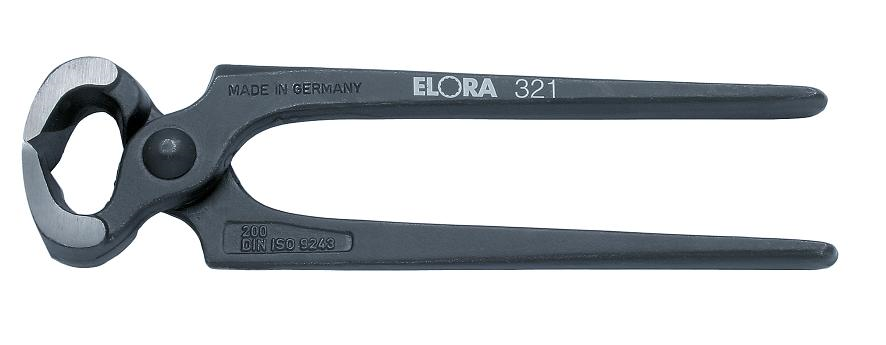 MADE IN GERMANY
ELORA 321
200
DIN ISO 9243